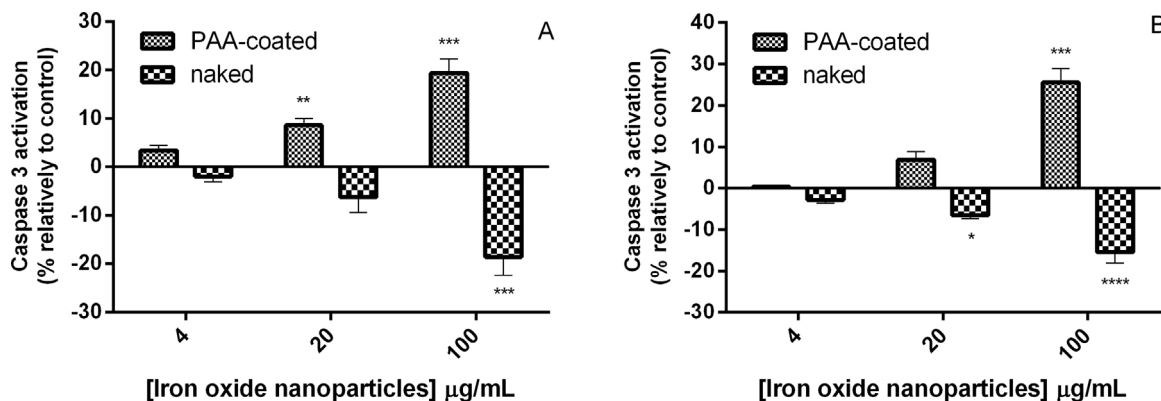 A
PAA-coated
naked
Caspase 3 activation
(% relatively to control)
30
20
10
0
-10
-20
-30
***
**
***
4
20
100
[Iron oxide nanoparticles] μg/mL
B
PAA-coated
naked
Caspase 3 activation
(% relatively to control)
40
30
20
10
0
-10
-20
-30
***
*
****
4
20
100
[Iron oxide nanoparticles] μg/mL